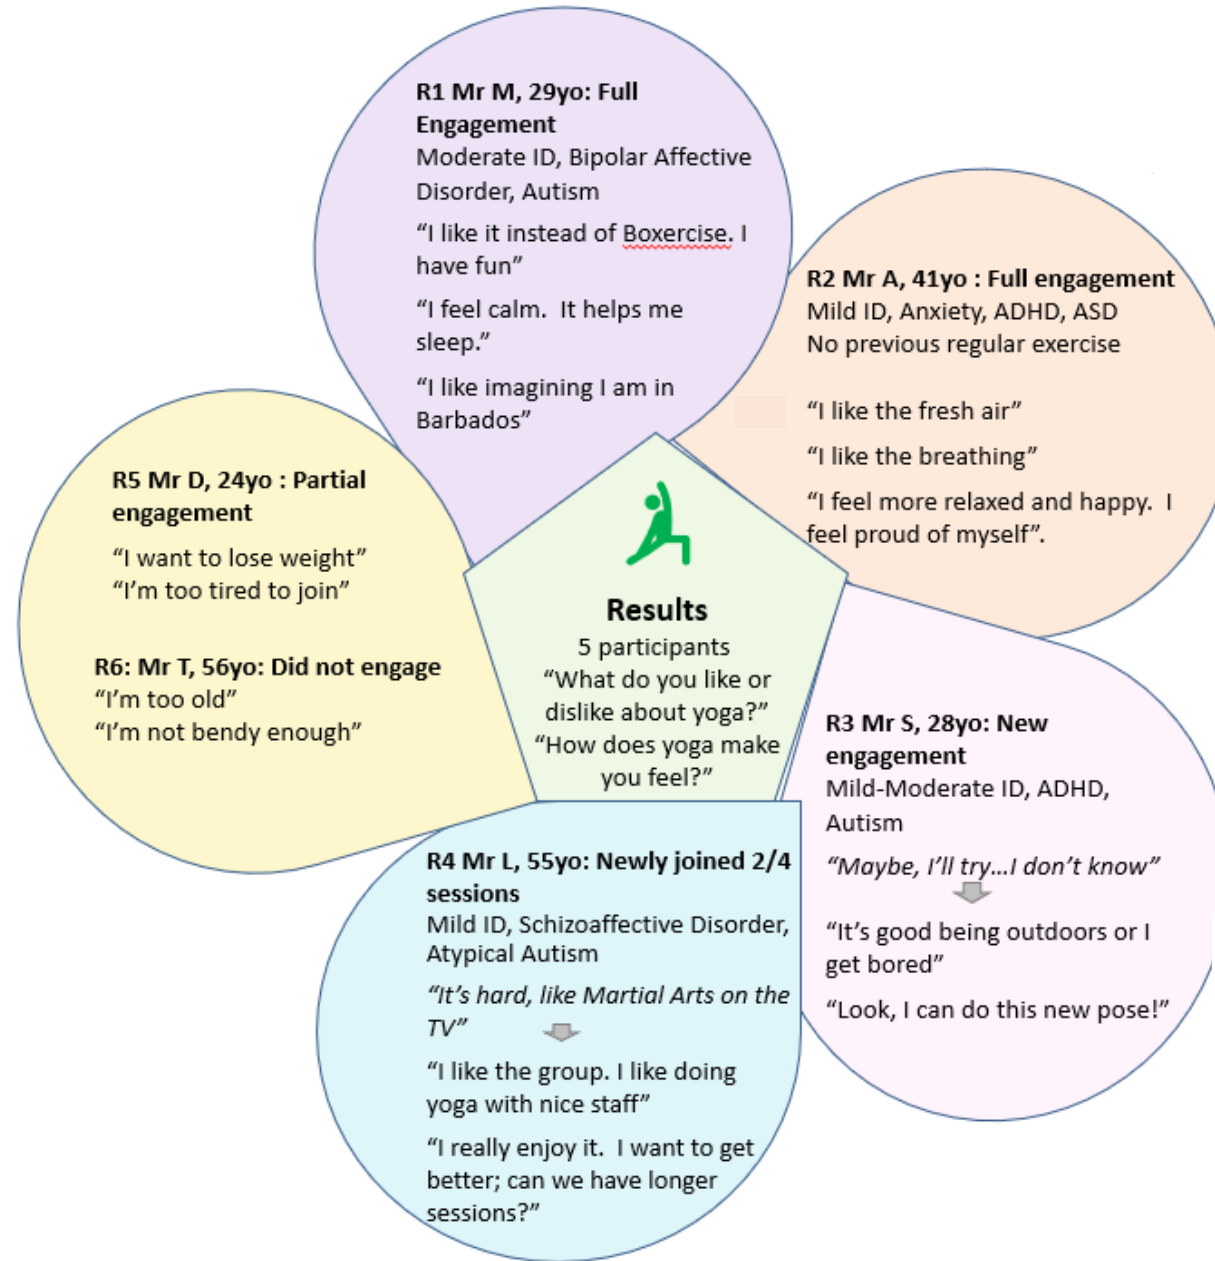 R1 Mr M, 29yo: Full
Engagement
Moderate ID, Bipolar Affective
Disorder, Autism
“I like it instead of Boxercise. I
have fun”
“I feel calm.  It helps me
sleep.”
“I like imagining I am in
Barbados”
R2 Mr A, 41yo : Full engagement
Mild ID, Anxiety, ADHD, ASD
No previous regular exercise
“I like the fresh air”
“I like the breathing”
“I feel more relaxed and happy.  I
feel proud of myself”.
R3 Mr S, 28yo: New
engagement
Mild-Moderate ID, ADHD,
Autism
“Maybe, I’ll try…I don’t know”
“It’s good being outdoors or I
get bored”
“Look, I can do this new pose!”
R4 Mr L, 55yo: Newly joined 2/4
sessions
Mild ID, Schizoaffective Disorder,
Atypical Autism
“It’s hard, like Martial Arts on the
TV”
“I like the group. I like doing
yoga with nice staff”
“I really enjoy it.  I want to get
better; can we have longer
sessions?”
R5 Mr D, 24yo : Partial
engagement
“I want to lose weight”
“I’m too tired to join”
R6: Mr T, 56yo: Did not engage
“I’m too old”
“I’m not bendy enough”
Results
5 participants
“What do you like or
dislike about yoga?”
“How does yoga make
you feel?”